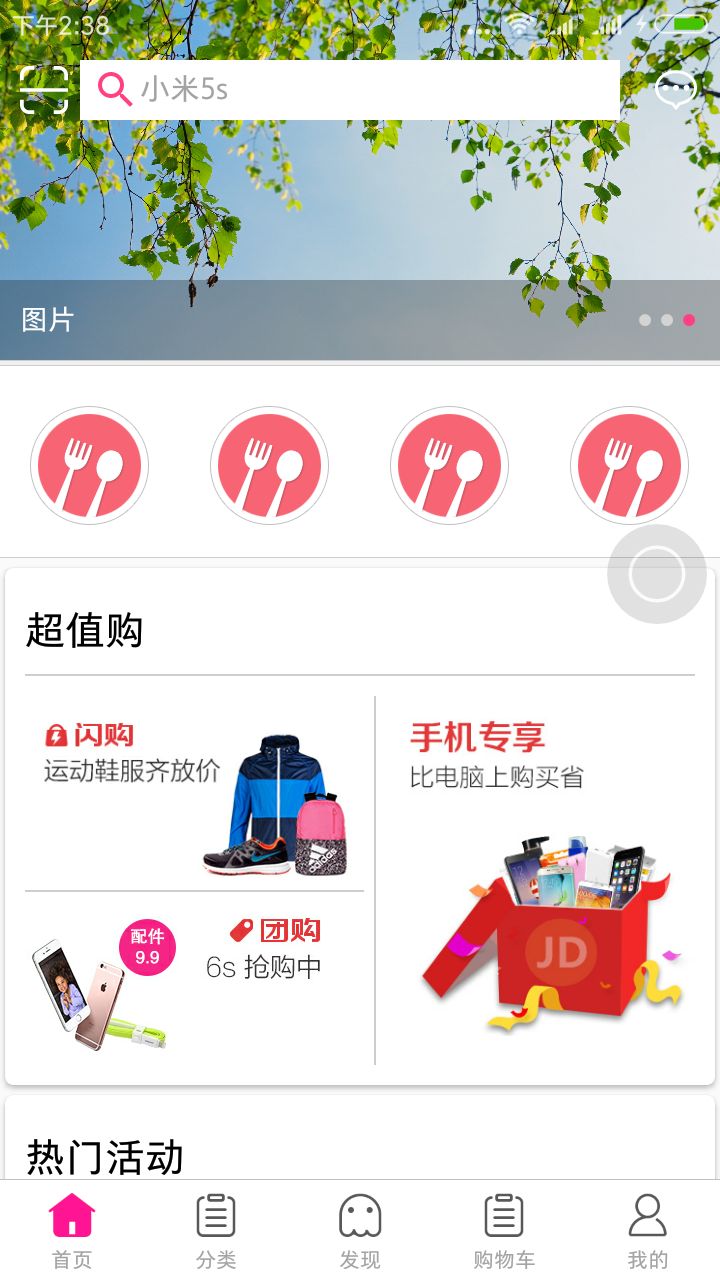 下午2:38
小米5s
图片
超值购
闪购
运动鞋服齐放价
手机专享
比电脑上购买省
配件
9.9
团购
6s 抢购中
adidas
JD
热门活动
首页
分类
发现
购物车
我的